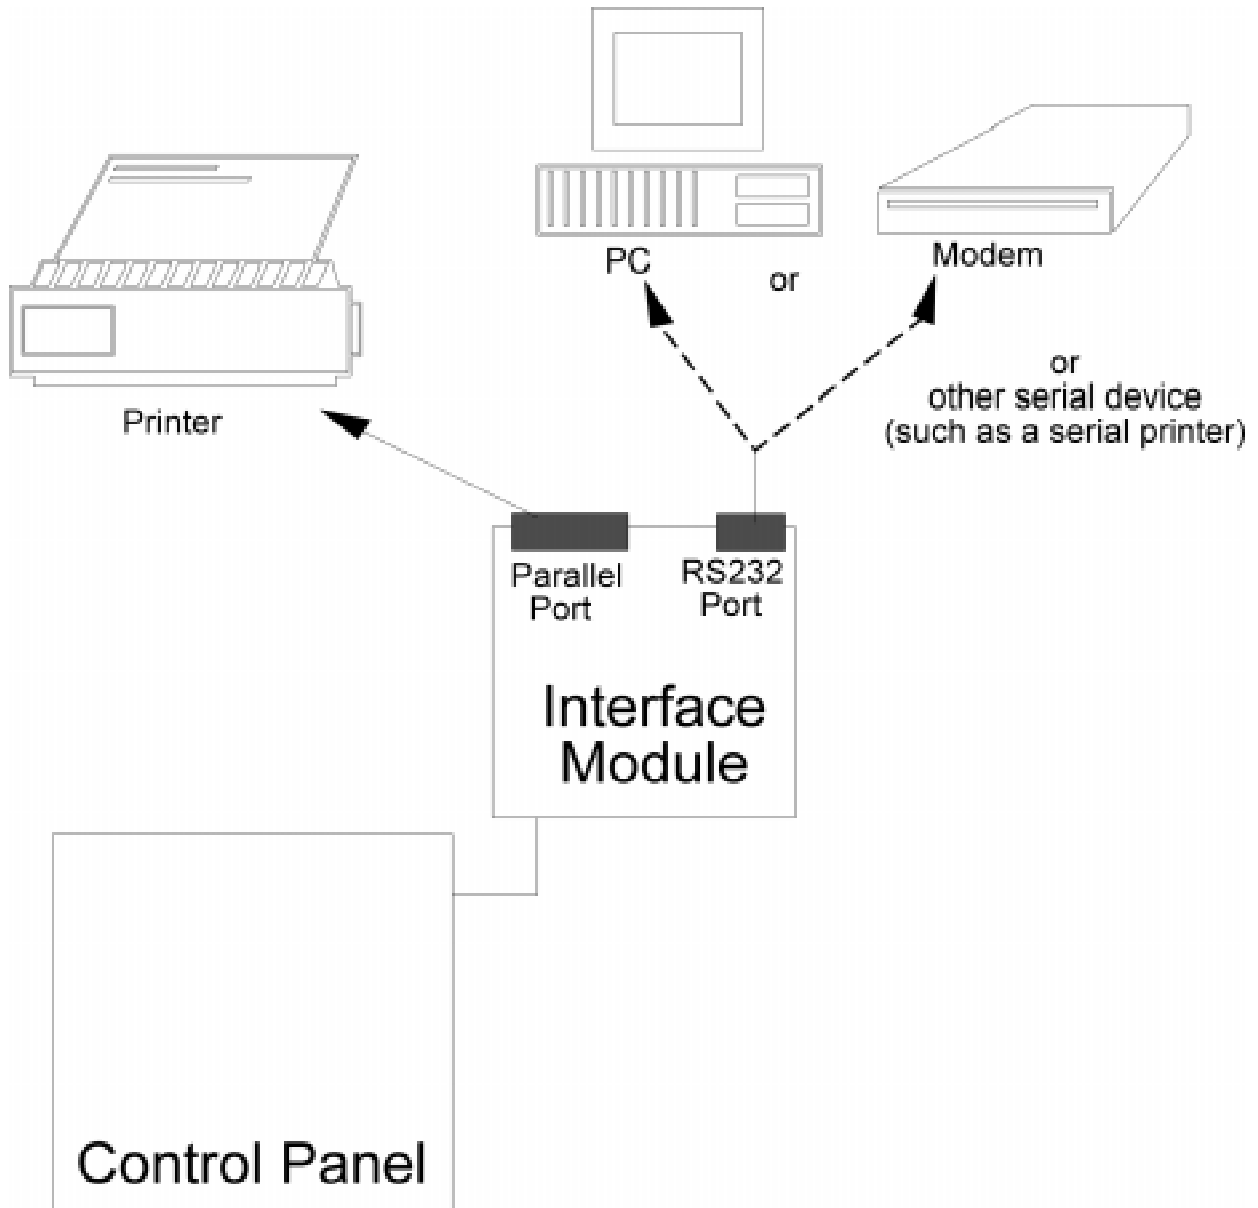 PC
or
Modem
or
other serial device
(such as a serial printer)
Printer
Parallel
Port
RS232
Port
Interface
Module
Control Panel